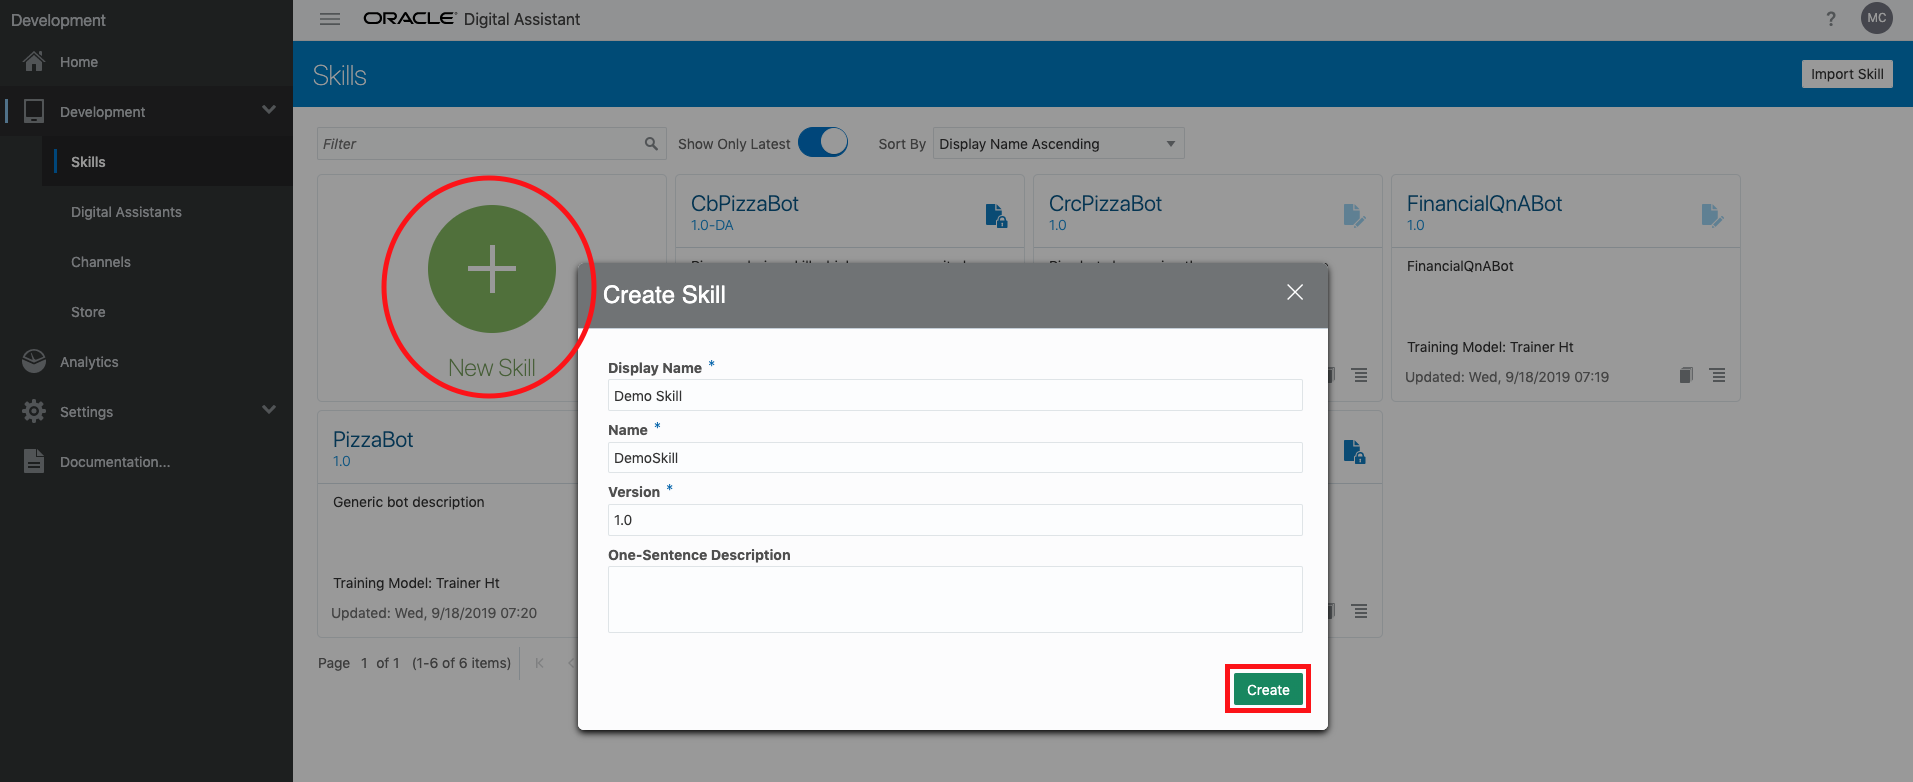 Development
ORACLE Digital Assistant
?
MC
Home
Skills
Import Skill
Development
Filter
Show Only Latest
Sort By
Display Name Ascending
Skills
Digital Assistants
Channels
Store
Analytics
Settings
Documentation...
New Skill
CbPizzaBot
1.0-DA
CrcPizzaBot
1.0
FinancialQnABot
1.0
FinancialQnABot
Training Model: Trainer Ht
Updated: Wed, 9/18/2019 07:19
PizzaBot
1.0
Generic bot description
Training Model: Trainer Ht
Updated: Wed, 9/18/2019 07:20
Page 1 of 1 (1-6 of 6 items)
Create Skill
Display Name *
Demo Skill
Name *
DemoSkill
Version *
1.0
One-Sentence Description
Create